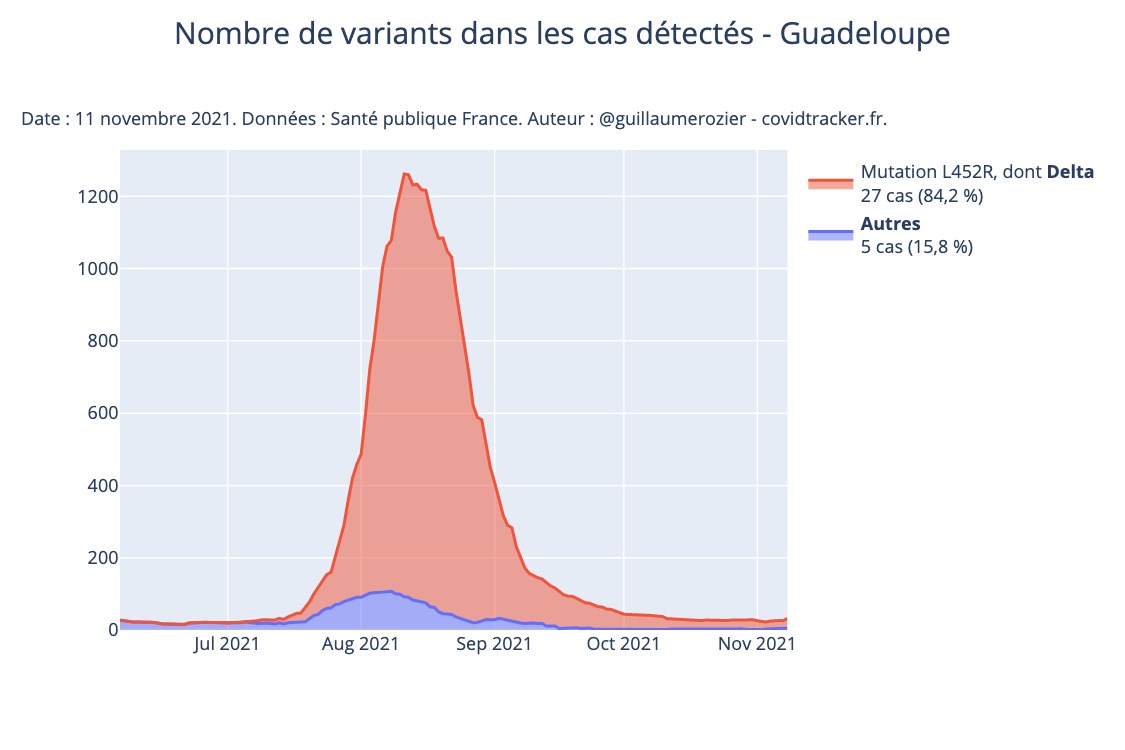 Nombre de variants dans les cas détectés - Guadeloupe
Date : 11 novembre 2021. Données : Santé publique France. Auteur : @guillaumerozier - covidtracker.fr.
Mutation L452R, dont Delta
27 cas (84,2 %)
Autres
5 cas (15,8 %)
1200
1000
800
600
400
200
0
Jul 2021
Aug 2021
Sep 2021
Oct 2021
Nov 2021